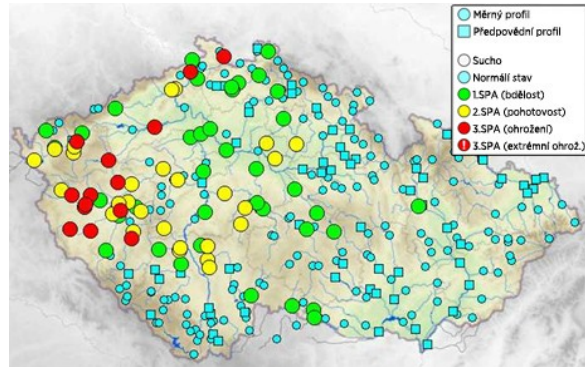 Měrný profil
Předpovědní profil
Sucho
Normálí stav
1.SPA (bdělost)
2.SPA (pohotovost)
3.SPA (ohrožení)
3.SPA (extrémní ohrož.)